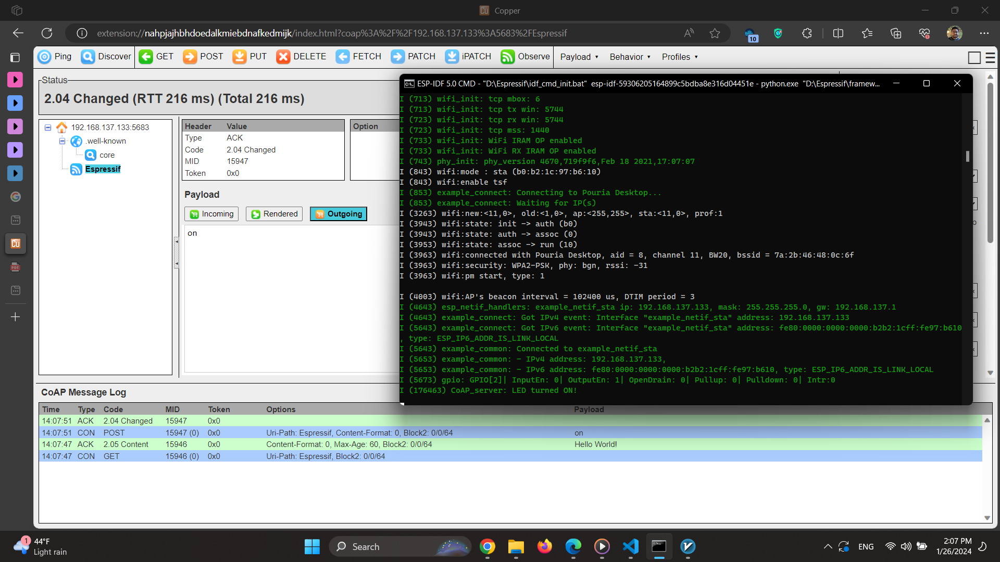 Copper
extension://nahpjajhbhdoedalkmiebdnafkedmijk/index.html?coap%3A%2F%2F192.168.137.133%3A5683%2FEspressif
10
Ping Discover GET POST PUT DELETE FETCH PATCH iPATCH Observe Payload Behavior Profiles
Status
2.04 Changed (RTT 216 ms) (Total 216 ms)
192.168.137.133:5683
.well-known
core
Espressif
Header Value
Type ACK
Code 2.04 Changed
MID 15947
Token 0x0
Option
Payload
Incoming Rendered Outgoing
on
Cu
PDF
ESP-IDF 5.0 CMD - "D:\Espressif\idf_cmd_init.bat" esp-idf-59306205164899c5bdba8e316d04451e - python.exe "D:\Espressif\framew...
I (713) wifi_init: tcp mbox: 6
I (713) wifi_init: tcp tx win: 5744
I (723) wifi_init: tcp rx win: 5744
I (723) wifi_init: tcp mss: 1440
I (733) wifi_init: WiFi IRAM OP enabled
I (733) wifi_init: WiFi RX IRAM OP enabled
I (743) phy_init: phy_version 4670,719f9f6,Feb 18 2021,17:07:07
I (843) wifi:mode : sta (b0:b2:1c:97:b6:10)
I (843) wifi:enable tsf
I (853) example_connect: Connecting to Pouria Desktop...
I (853) example_connect: Waiting for IP(s)
I (3263) wifi:new:<11,0>, old:<1,0>, ap:<255,255>, sta:<11,0>, prof:1
I (3943) wifi:state: init -> auth (b0)
I (3943) wifi:state: auth -> assoc (0)
I (3953) wifi:state: assoc -> run (10)
I (3963) wifi:connected with Pouria Desktop, aid = 8, channel 11, BW20, bssid = 7a:2b:46:48:0c:6f
I (3963) wifi:security: WPA2-PSK, phy: bgn, rssi: -31
I (3963) wifi:pm start, type: 1
I (4003) wifi:AP's beacon interval = 102400 us, DTIM period = 3
I (4643) esp_netif_handlers: example_netif_sta ip: 192.168.137.133, mask: 255.255.255.0, gw: 192.168.137.1
I (4643) example_connect: Got IPv4 event: Interface "example_netif_sta" address: 192.168.137.133
I (5643) example_connect: Got IPv6 event: Interface "example_netif_sta" address: fe80:0000:0000:0000:b2b2:1cff:fe97:b610
, type: ESP_IP6_ADDR_IS_LINK_LOCAL
I (5643) example_common: Connected to example_netif_sta
I (5653) example_common: - IPv4 address: 192.168.137.133,
I (5653) example_common: - IPv6 address: fe80:0000:0000:0000:b2b2:1cff:fe97:b610, type: ESP_IP6_ADDR_IS_LINK_LOCAL
I (5673) gpio: GPIO[2]| InputEn: 0| OutputEn: 1| OpenDrain: 0| Pullup: 0| Pulldown: 0| Intr:0
I (176463) CoAP_server: LED turned ON!
CoAP Message Log
Time Type Code MID Token Options Payload
14:07:51 ACK 2.04 Changed 15947 0x0
14:07:51 CON POST 15947 (0) 0x0 Uri-Path: Espressif, Content-Format: 0, Block2: 0/0/64 on
14:07:47 ACK 2.05 Content 15946 0x0 Content-Format: 0, Max-Age: 60, Block2: 0/0/64 Hello World!
14:07:47 CON GET 15946 (0) 0x0 Uri-Path: Espressif, Block2: 0/0/64
1
44°F
Light rain
Search
ENG
2:07 PM
1/26/2024